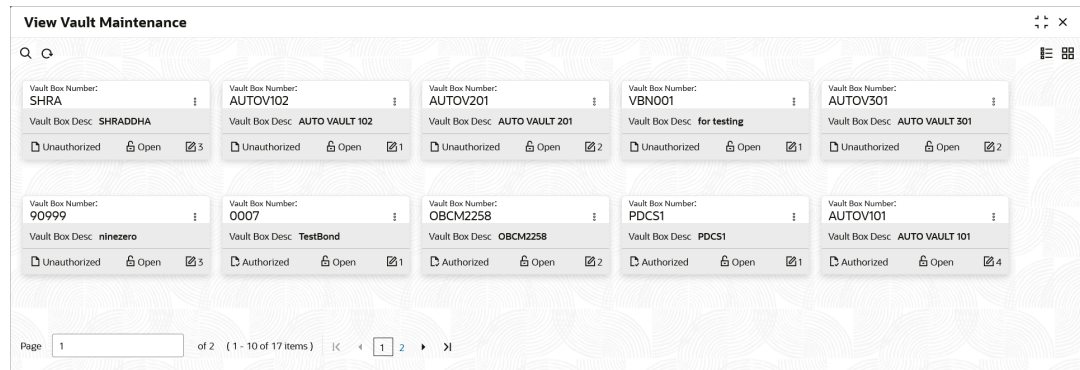 View Vault Maintenance
Vault Box Number: Vault Box Number: Vault Box Number: Vault Box Number: Vault Box Number:
SHRA AUTOV102 AUTOV201 VBN001 AUTOV301
Vault Box Desc SHRADDHA Vault Box Desc AUTO VAULT 102 Vault Box Desc AUTO VAULT 201 Vault Box Desc for testing Vault Box Desc AUTO VAULT 301
Unauthorized Open 3 Unauthorized Open 1 Unauthorized Open 2 Unauthorized Open 1 Unauthorized Open 2
Vault Box Number: Vault Box Number: Vault Box Number: Vault Box Number: Vault Box Number:
90999 0007 OBCM2258 PDCS1 AUTOV101
Vault Box Desc ninezero Vault Box Desc TestBond Vault Box Desc OBCM2258 Vault Box Desc PDCS1 Vault Box Desc AUTO VAULT 101
Unauthorized Open 3 Authorized Open 1 Authorized Open 2 Authorized Open 1 Authorized Open 4
Page 1 of 2 ( 1 - 10 of 17 items ) 1 2